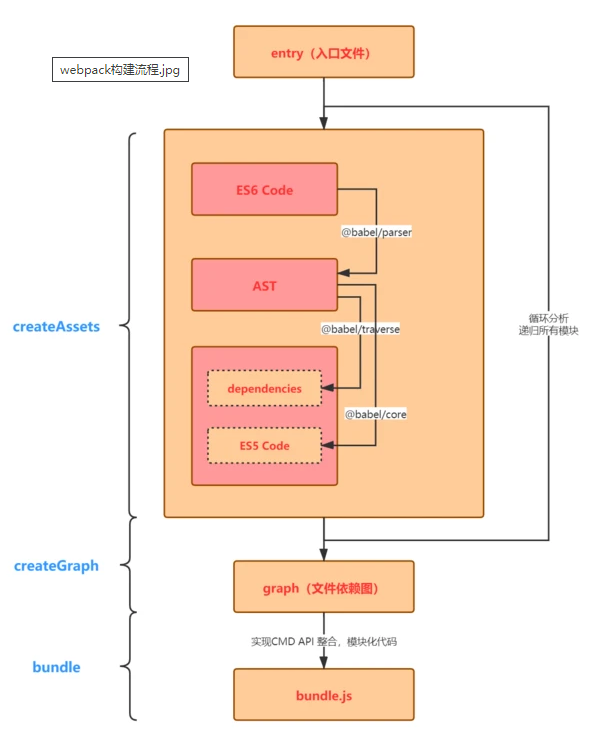 entry（入口文件）
webpack构建流程.jpg
ES6 Code
@babel/parser
AST
createAssets
@babel/traverse
循环分析
递归所有模块
dependencies
@babel/core
ES5 Code
createGraph
graph（文件依赖图）
实现CMD API 整合，模块化代码
bundle
bundle.js